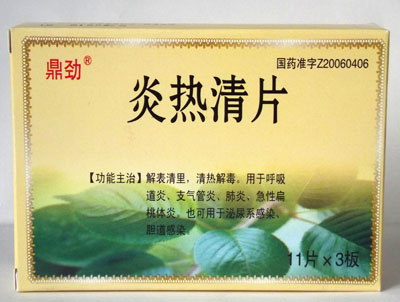 鼎劲®
国药准字Z20060406
炎热清片
【功能主治】解表清里，清热解毒。用于呼吸
道炎、支气管炎、肺炎、急性扁
桃体炎。也可用于泌尿系感染、
胆道感染。
11片×3板